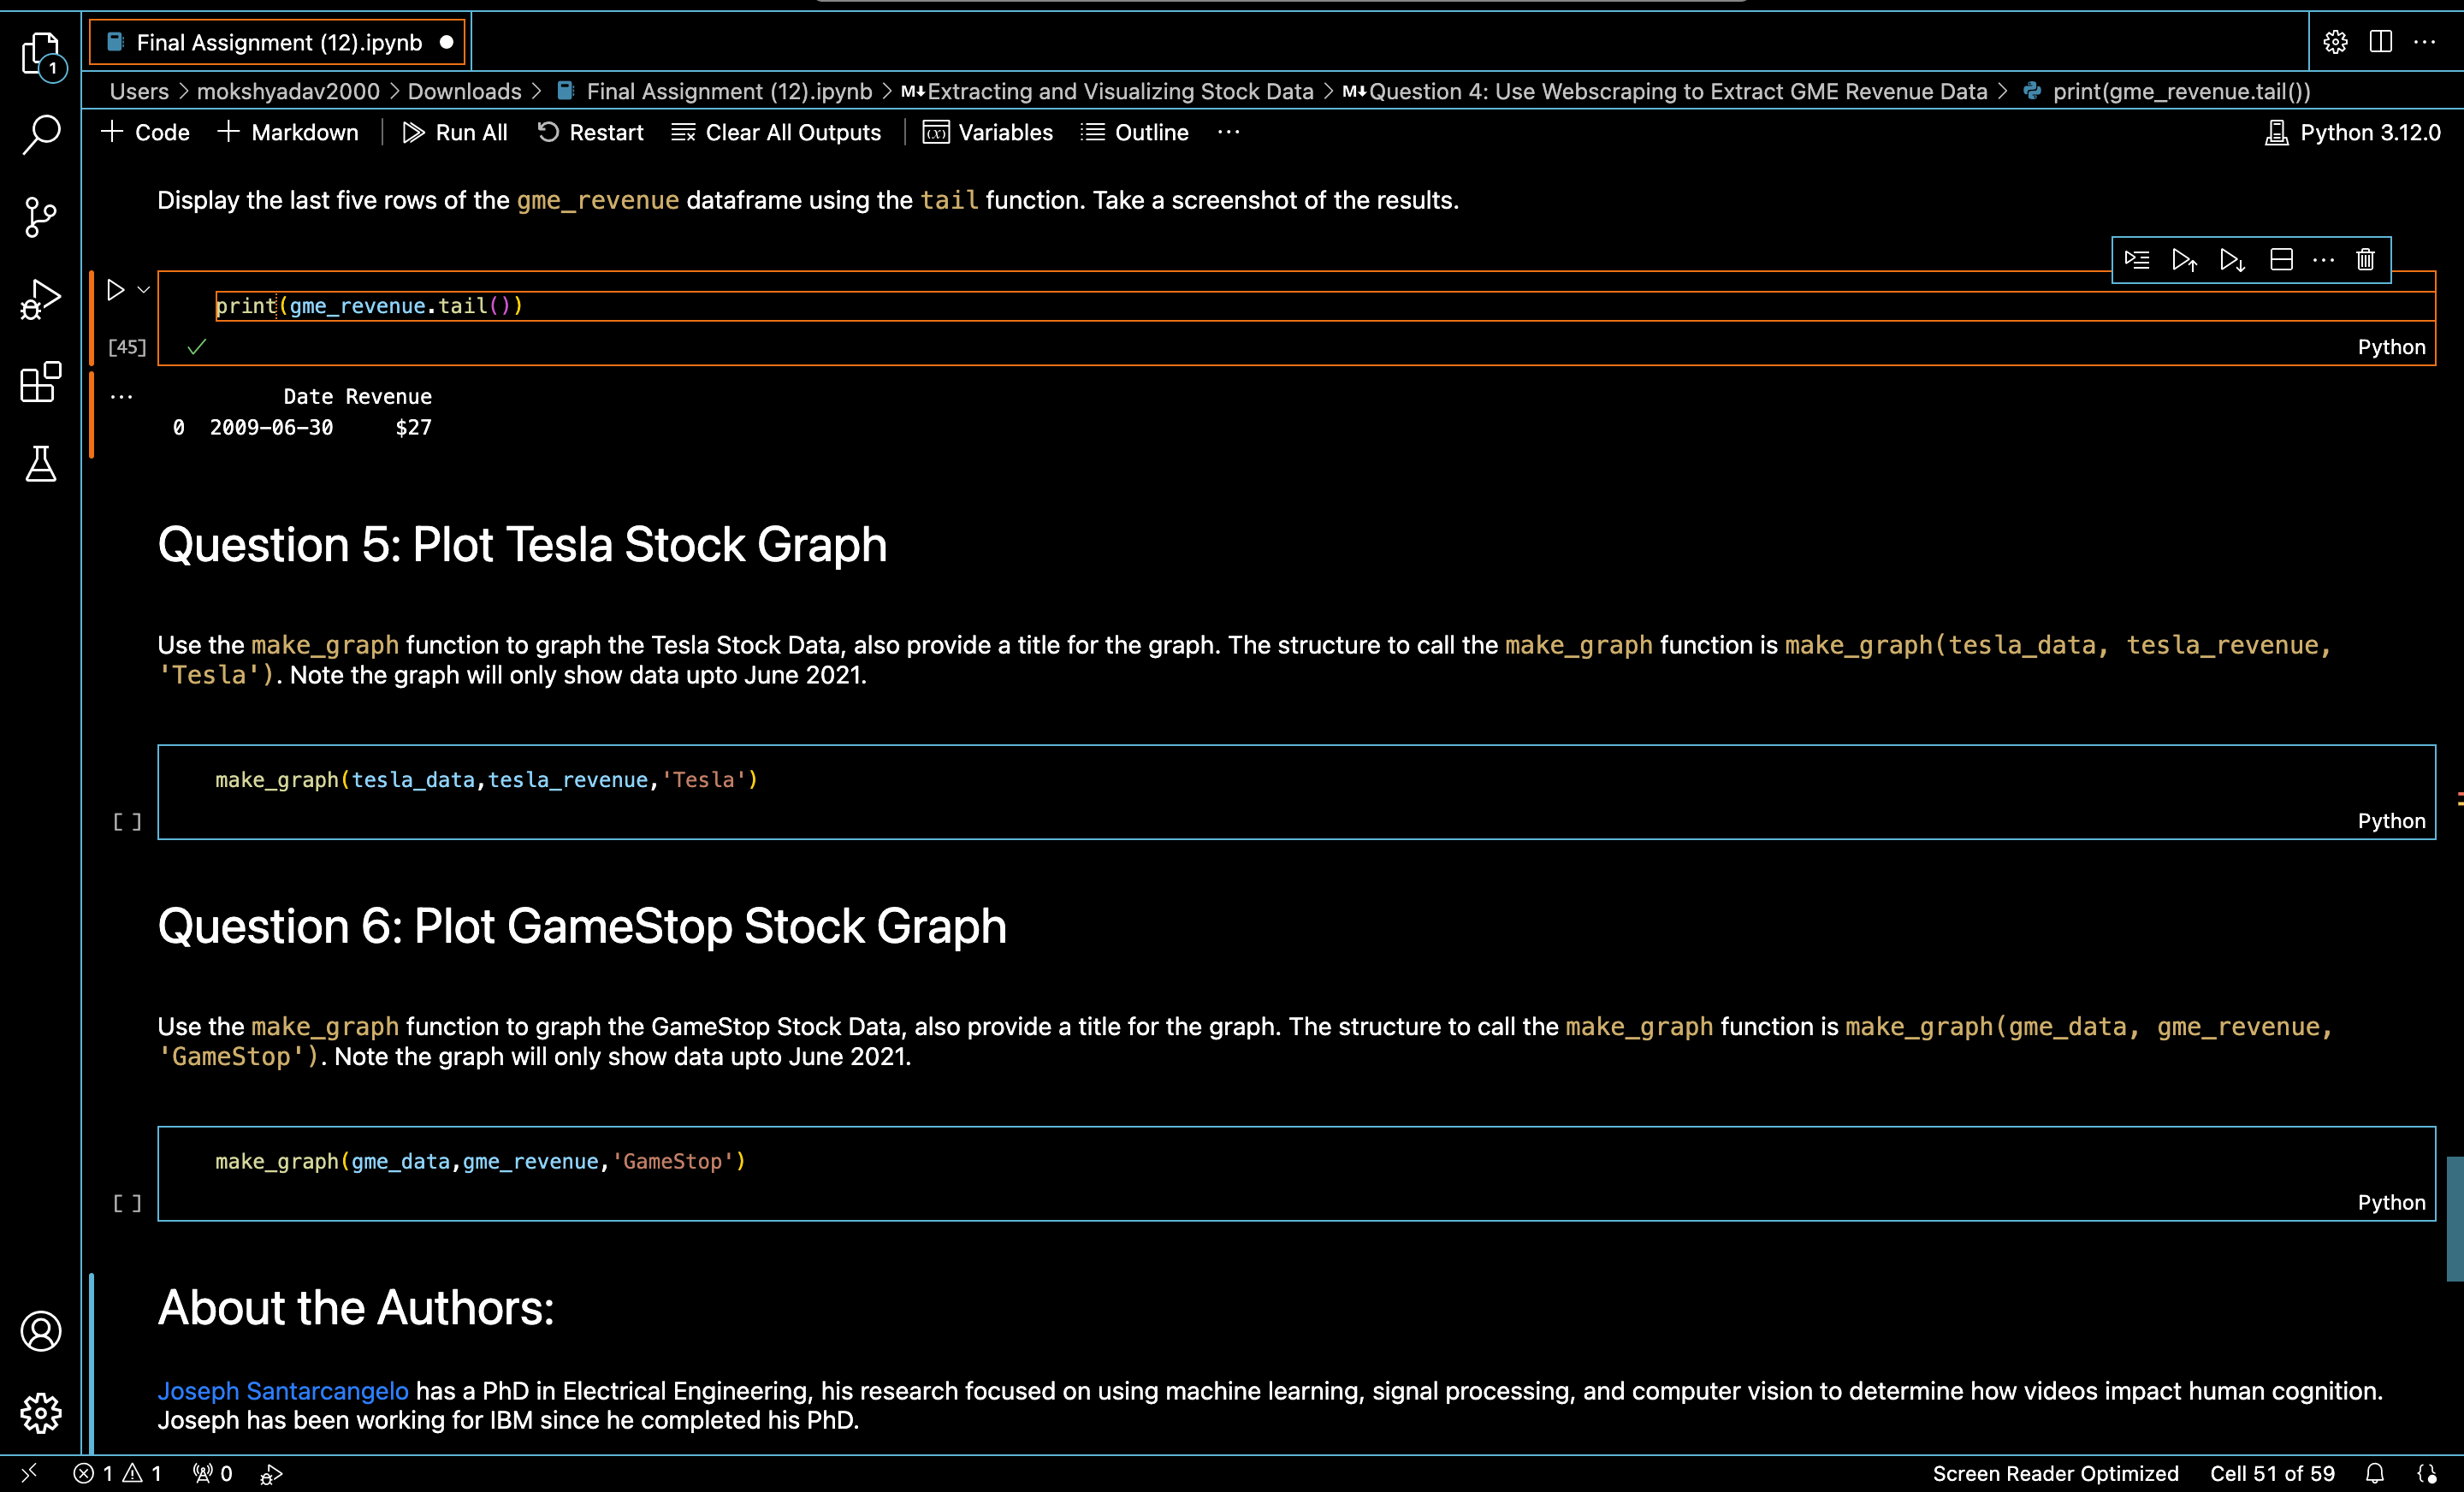 Final Assignment (12).ipynb
1
Users > mokshyadav2000 > Downloads > Final Assignment (12).ipynb > M↓Extracting and Visualizing Stock Data > M↓Question 4: Use Webscraping to Extract GME Revenue Data > print(gme_revenue.tail())
+ Code + Markdown | Run All Restart Clear All Outputs | (x) Variables Outline ... Python 3.12.0
Display the last five rows of the gme_revenue dataframe using the tail function. Take a screenshot of the results.
print(gme_revenue.tail())
[45] ✓ Python
... Date Revenue
0 2009-06-30 $27
Question 5: Plot Tesla Stock Graph
Use the make_graph function to graph the Tesla Stock Data, also provide a title for the graph. The structure to call the make_graph function is make_graph(tesla_data, tesla_revenue,
'Tesla'). Note the graph will only show data upto June 2021.
make_graph(tesla_data,tesla_revenue,'Tesla')
[ ] Python
Question 6: Plot GameStop Stock Graph
Use the make_graph function to graph the GameStop Stock Data, also provide a title for the graph. The structure to call the make_graph function is make_graph(gme_data, gme_revenue,
'GameStop'). Note the graph will only show data upto June 2021.
make_graph(gme_data,gme_revenue,'GameStop')
[ ] Python
About the Authors:
Joseph Santarcangelo has a PhD in Electrical Engineering, his research focused on using machine learning, signal processing, and computer vision to determine how videos impact human cognition.
Joseph has been working for IBM since he completed his PhD.
1 1 0 Screen Reader Optimized Cell 51 of 59